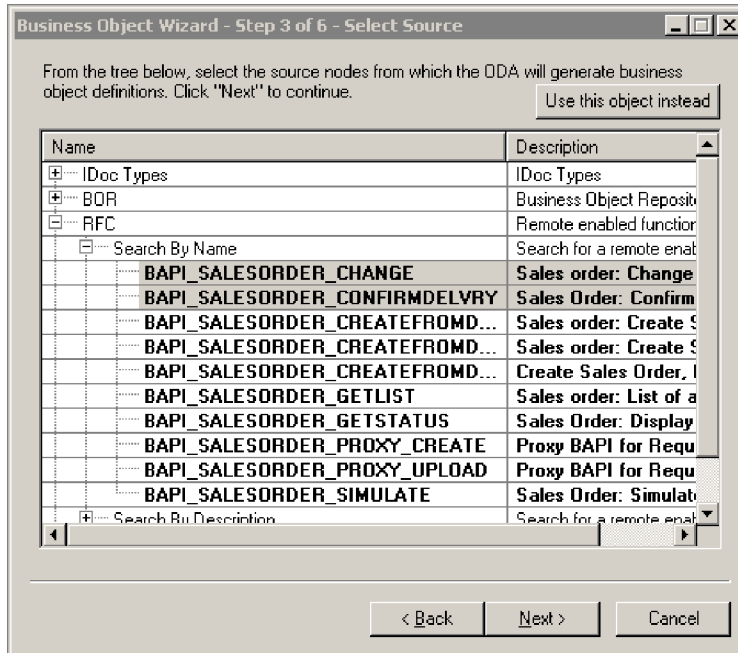 Business Object Wizard - Step 3 of 6 - Select Source
From the tree below, select the source nodes from which the ODA will generate business
object definitions. Click "Next" to continue.
Use this object instead
Name Description
IDoc Types IDoc Types
BOR Business Object Reposit
RFC Remote enabled function
Search By Name Search for a remote enab
BAPI_SALESORDER_CHANGE Sales order: Change
BAPI_SALESORDER_CONFIRMDELVRY Sales Order: Confirm
BAPI_SALESORDER_CREATEFROMD... Sales order: Create S
BAPI_SALESORDER_CREATEFROMD... Sales order: Create S
BAPI_SALESORDER_CREATEFROMD... Create Sales Order,
BAPI_SALESORDER_GETLIST Sales order: List of a
BAPI_SALESORDER_GETSTATUS Sales Order: Display
BAPI_SALESORDER_PROXY_CREATE Proxy BAPI for Requ
BAPI_SALESORDER_PROXY_UPLOAD Proxy BAPI for Requ
BAPI_SALESORDER_SIMULATE Sales Order: Simulat
Search By Description Search for a remote enab
< Back Next > Cancel